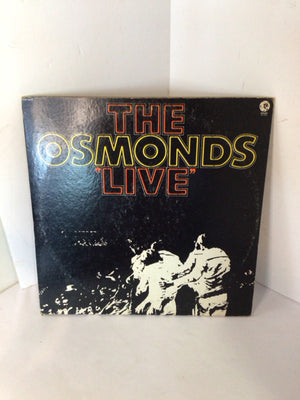 THE
OSMONDS
"LIVE"